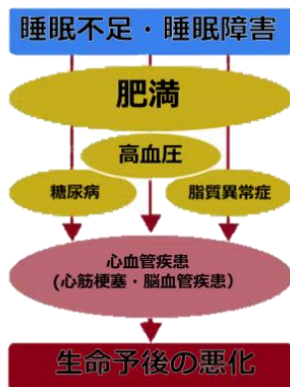 睡眠不足・睡眠障害
肥満
高血圧
糖尿病
脂質異常症
心血管疾患
(心筋梗塞・脳血管疾患)
生命予後の悪化